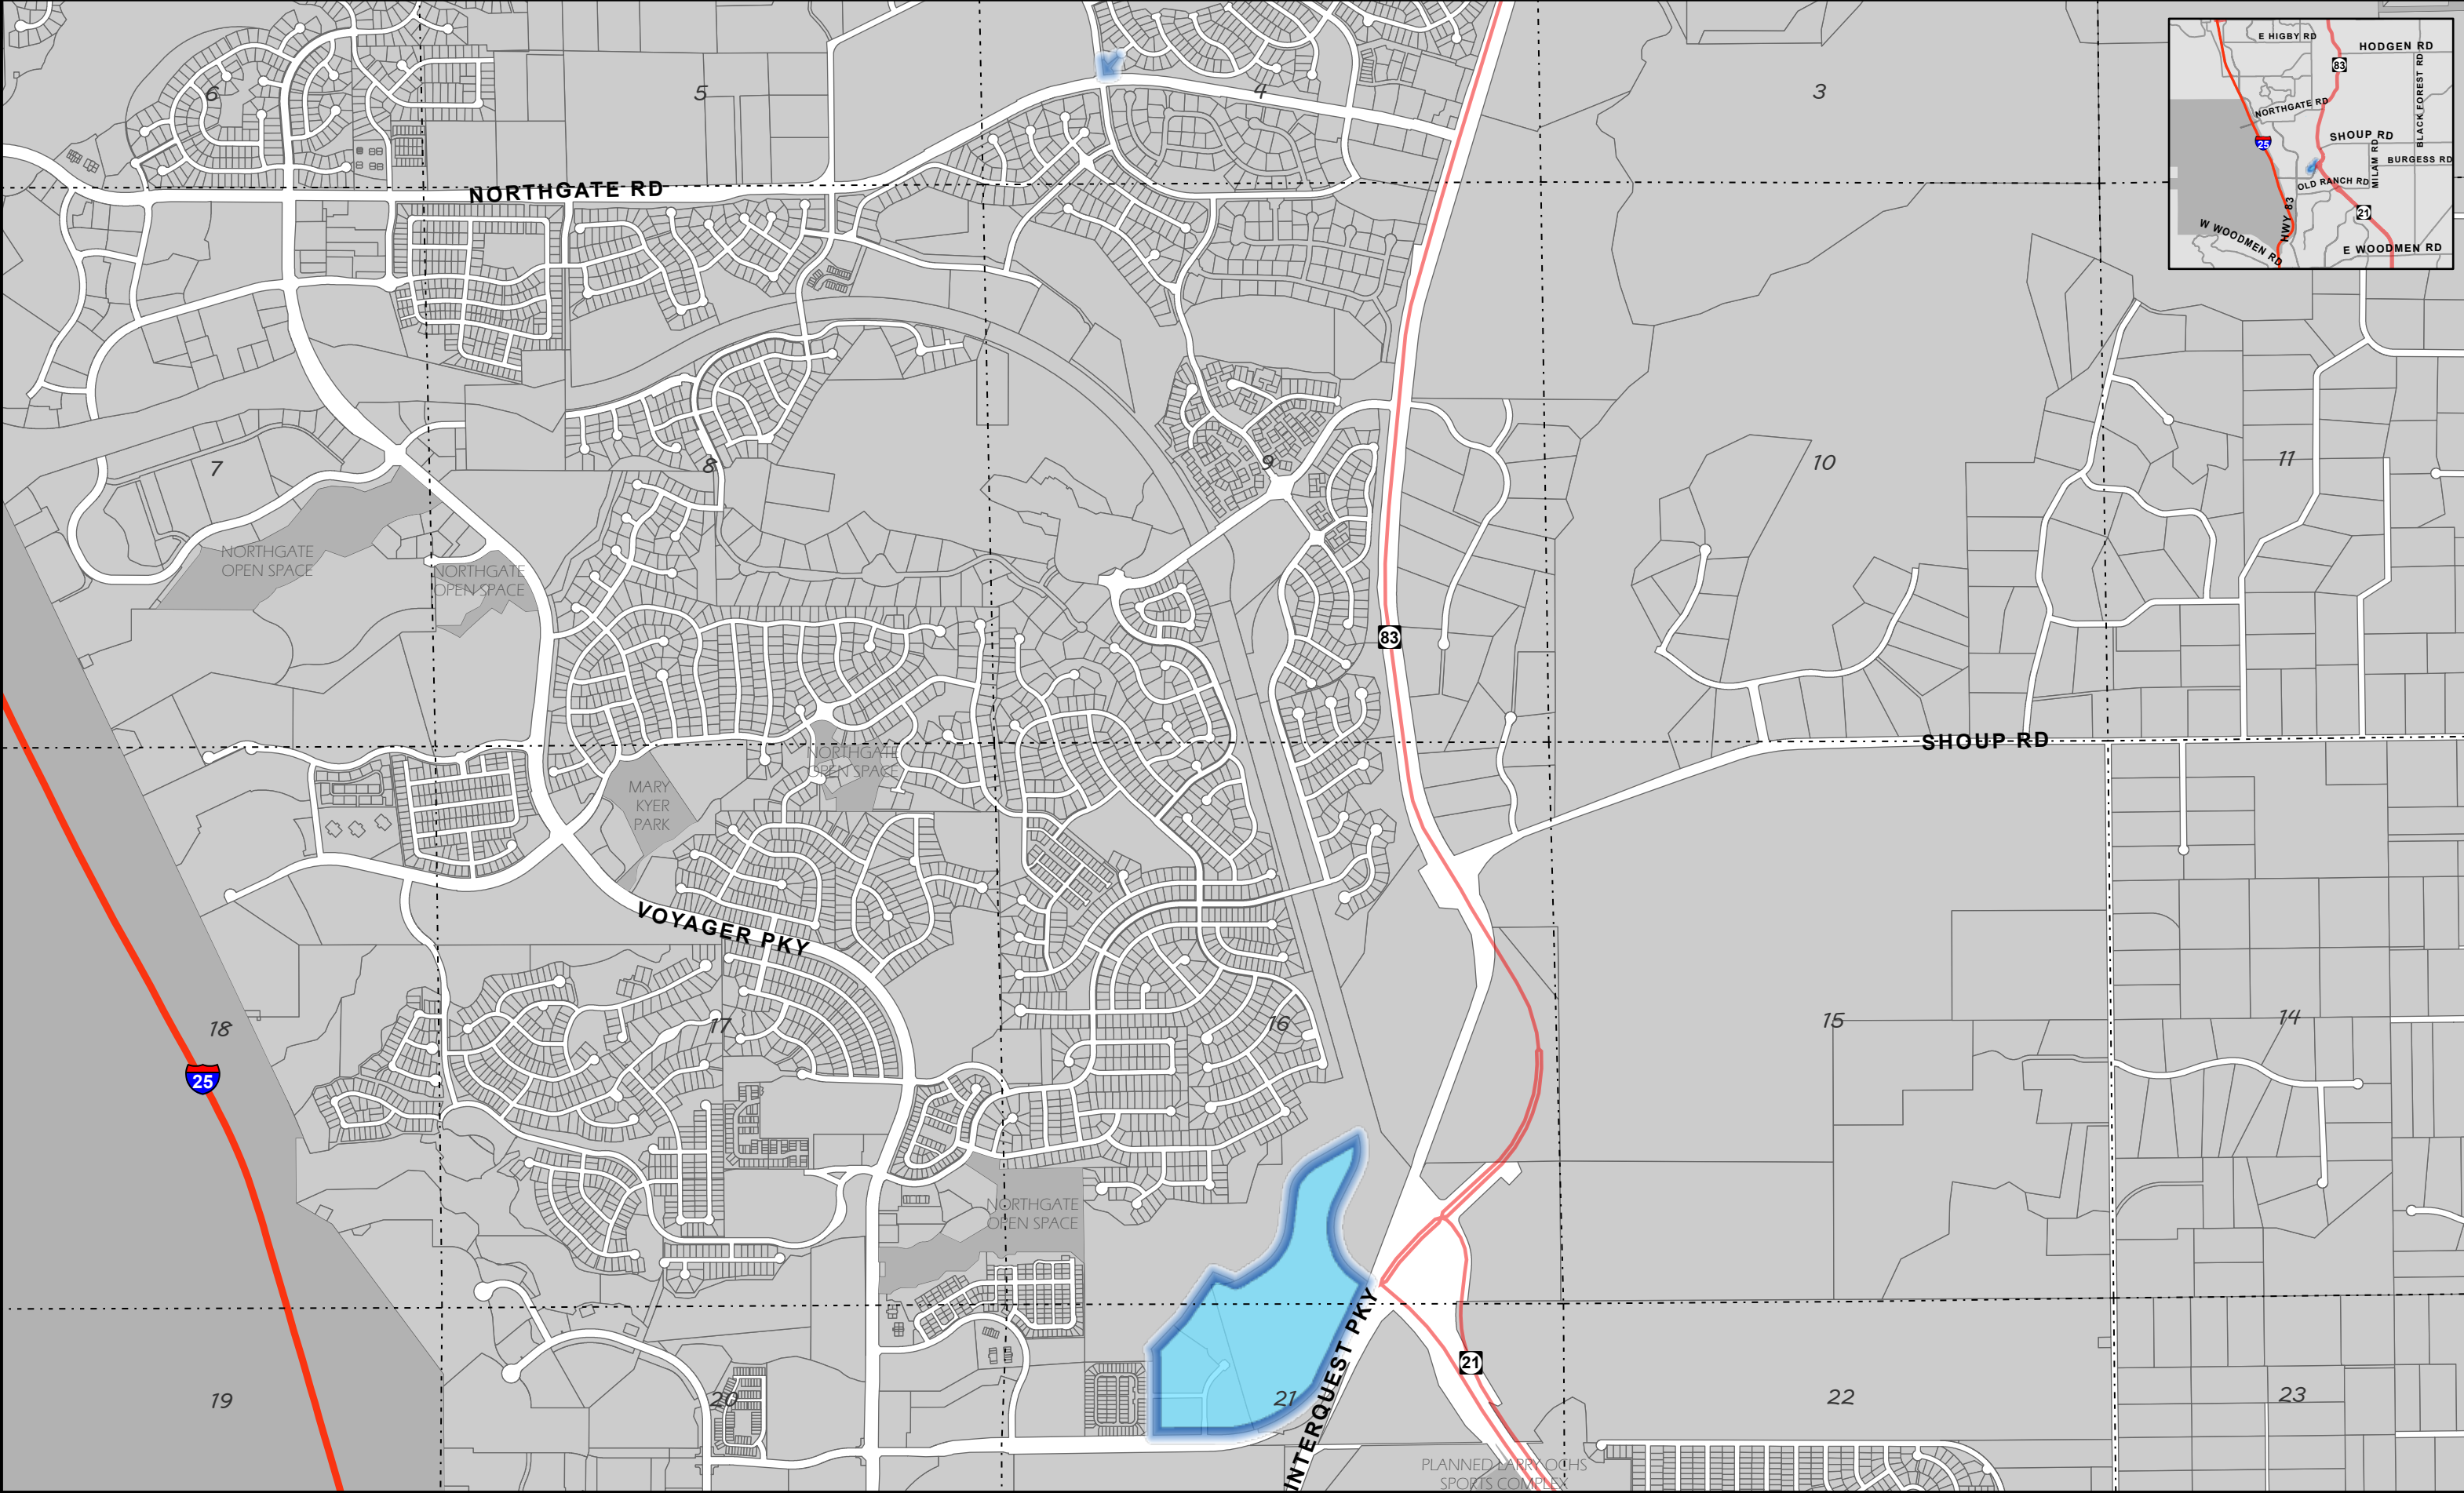 6
5
4
3
NORTHGATE RD
E HIGBY RD
HODGEN RD
83
BLACK FOREST RD
NORTHGATE RD
SHOUP RD
25
MILAM RD
BURGESS RD
OLD RANCH RD
HWY 83
21
W WOODMEN RD
E WOODMEN RD
7
8
9
10
11
NORTHGATE
OPEN SPACE
NORTHGATE
OPEN SPACE
83
SHOUP RD
NORTHGATE
OPEN SPACE
MARY
KYER
PARK
VOYAGER PKY
18
17
16
15
14
25
NORTHGATE
OPEN SPACE
INTERQUEST PKY
21
19
20
21
22
23
PLANNED LARRY OCHS
SPORTS COMPLEX